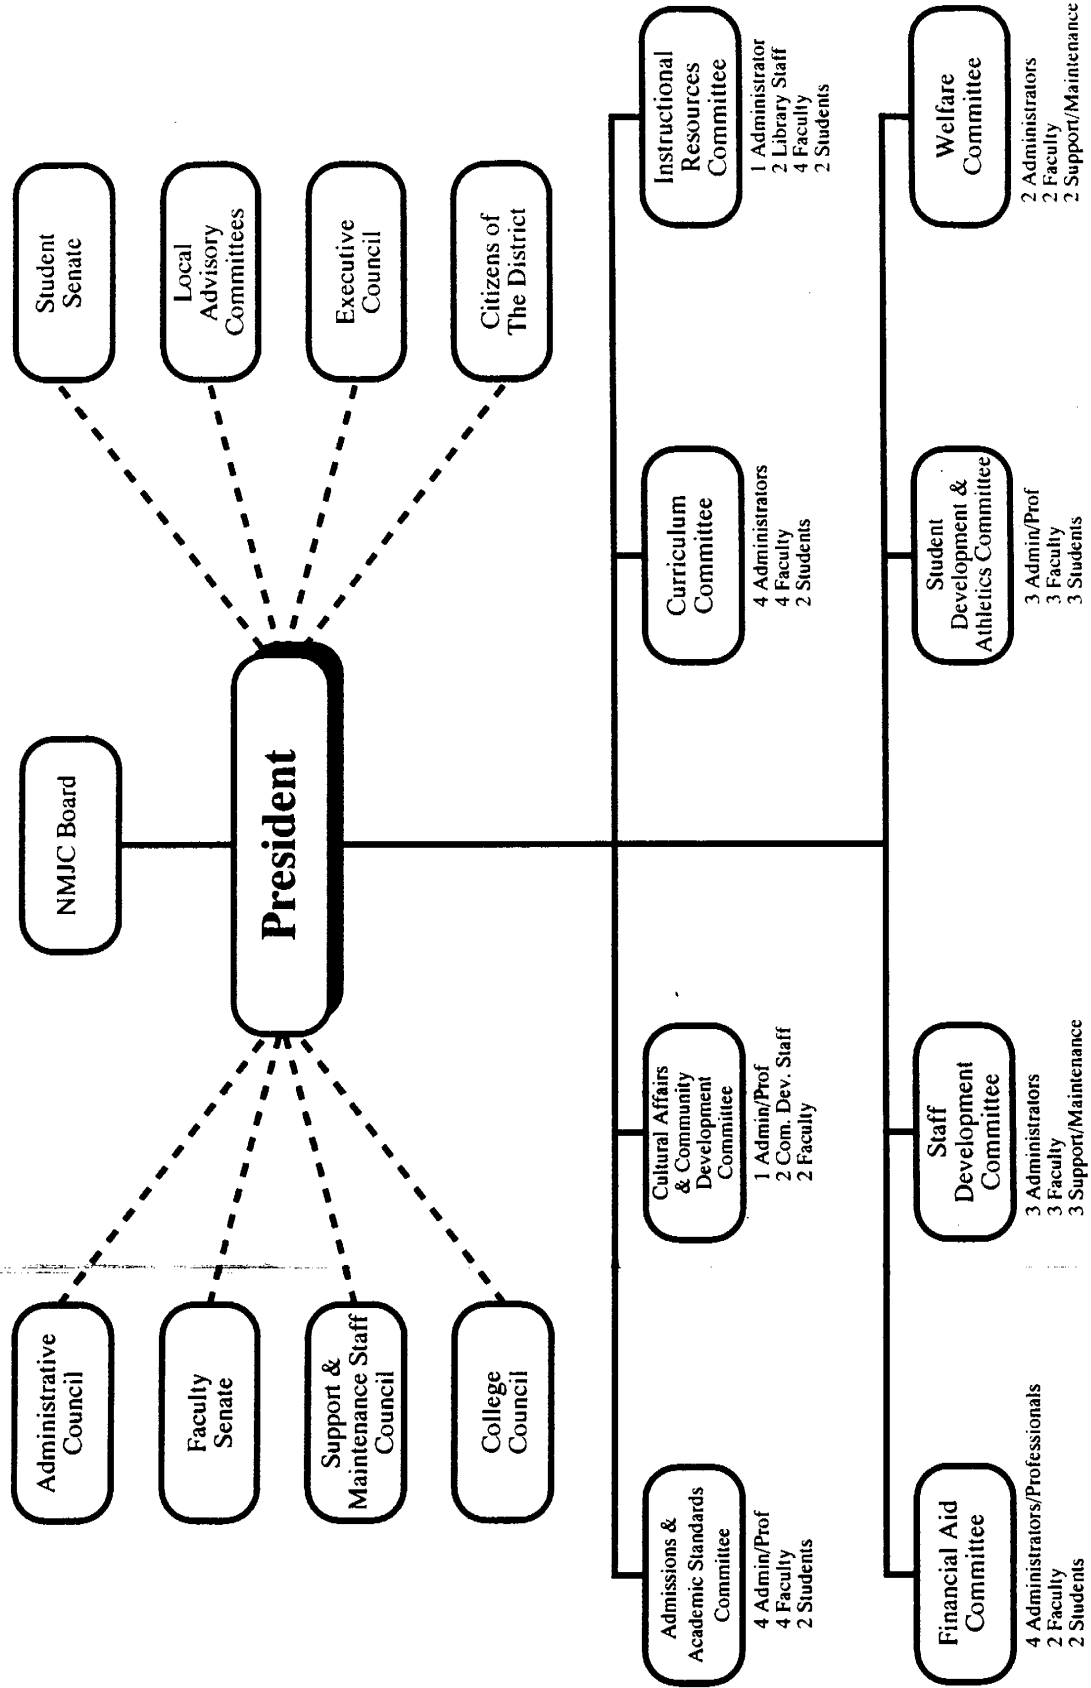 NMJC Board
President
Administrative
Council
Faculty
Senate
Support &
Maintenance Staff
Council
College
Council
Student
Senate
Local
Advisory
Committees
Executive
Council
Citizens of
The District
Admissions &
Academic Standards
Committee
4 Admin/Prof
4 Faculty
2 Students
Cultural Affairs
& Community
Development
Committee
1 Admin/Prof
2 Com. Dev. Staff
2 Faculty
Curriculum
Committee
4 Administrators
4 Faculty
2 Students
Instructional
Resources
Committee
1 Administrator
2 Library Staff
4 Faculty
2 Students
Financial Aid
Committee
4 Administrators/Professionals
2 Faculty
2 Students
Staff
Development
Committee
3 Administrators
3 Faculty
3 Support/Maintenance
Student
Development &
Athletics Committee
3 Admin/Prof
3 Faculty
3 Students
Welfare
Committee
2 Administrators
2 Faculty
2 Support/Maintenance